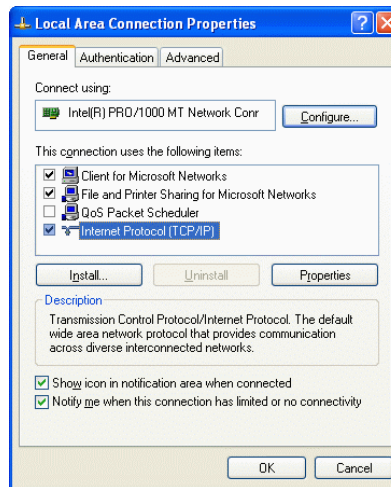 Local Area Connection Properties
General Authentication Advanced
Connect using:
Intel(R) PRO/1000 MT Network Conr
Configure...
This connection uses the following items:
Client for Microsoft Networks
File and Printer Sharing for Microsoft Networks
QoS Packet Scheduler
Internet Protocol (TCP/IP)
Install... Uninstall Properties
Description
Transmission Control Protocol/Internet Protocol. The default
wide area network protocol that provides communication
across diverse interconnected networks.
Show icon in notification area when connected
Notify me when this connection has limited or no connectivity
OK Cancel